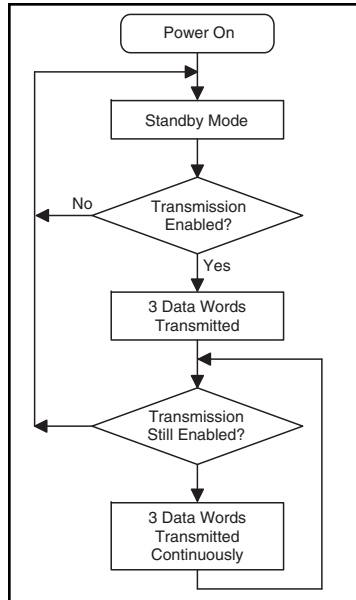 Power On
Standby Mode
Transmission
Enabled?
No
Yes
3 Data Words
Transmitted
Transmission
Still Enabled?
3 Data Words
Transmitted
Continuously